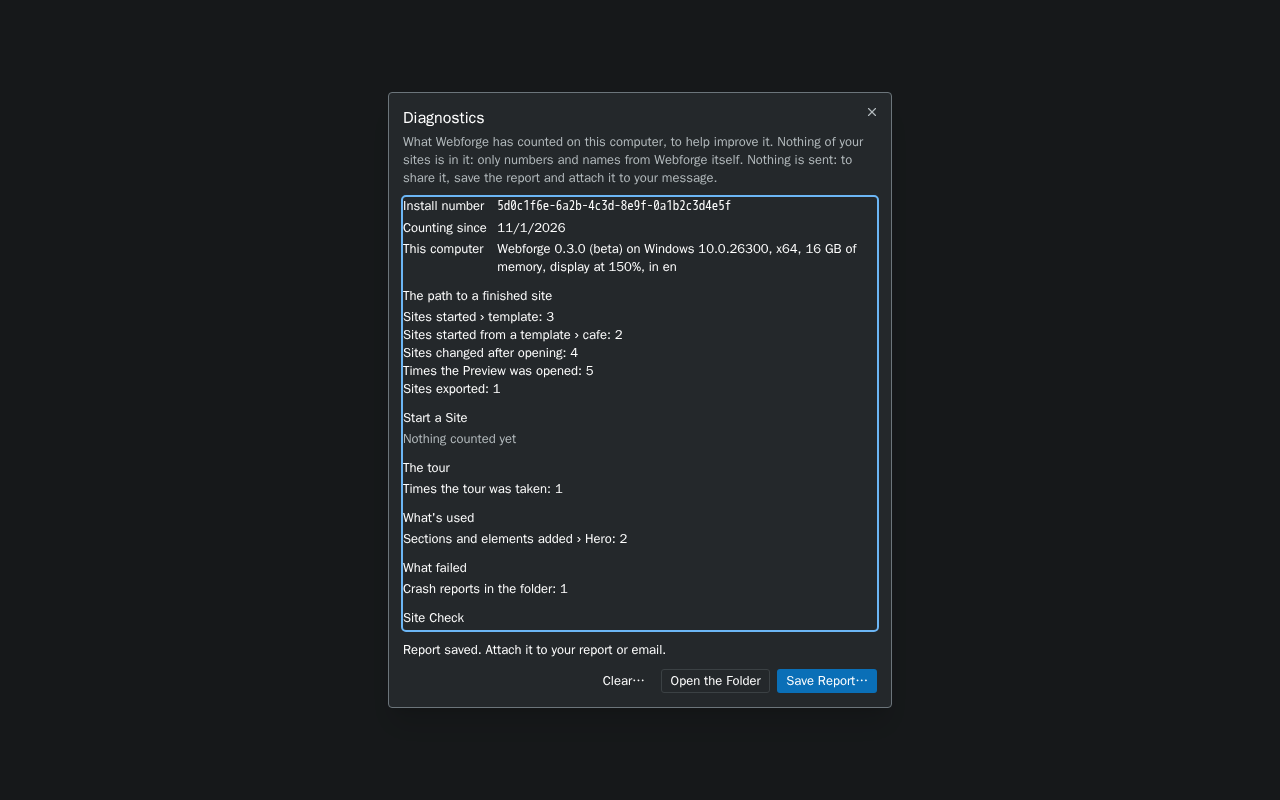 Diagnostics
What Webforge has counted on this computer, to help improve it. Nothing of your
sites is in it: only numbers and names from Webforge itself. Nothing is sent: to
share it, save the report and attach it to your message.
Install number 5d0c1f6e-6a2b-4c3d-8e9f-0a1b2c3d4e5f
Counting since 11/1/2026
This computer Webforge 0.3.0 (beta) on Windows 10.0.26300, x64, 16 GB of
memory, display at 150%, in en
The path to a finished site
Sites started › template: 3
Sites started from a template › cafe: 2
Sites changed after opening: 4
Times the Preview was opened: 5
Sites exported: 1
Start a Site
Nothing counted yet
The tour
Times the tour was taken: 1
What's used
Sections and elements added › Hero: 2
What failed
Crash reports in the folder: 1
Site Check
Report saved. Attach it to your report or email.
Clear… Open the Folder Save Report…